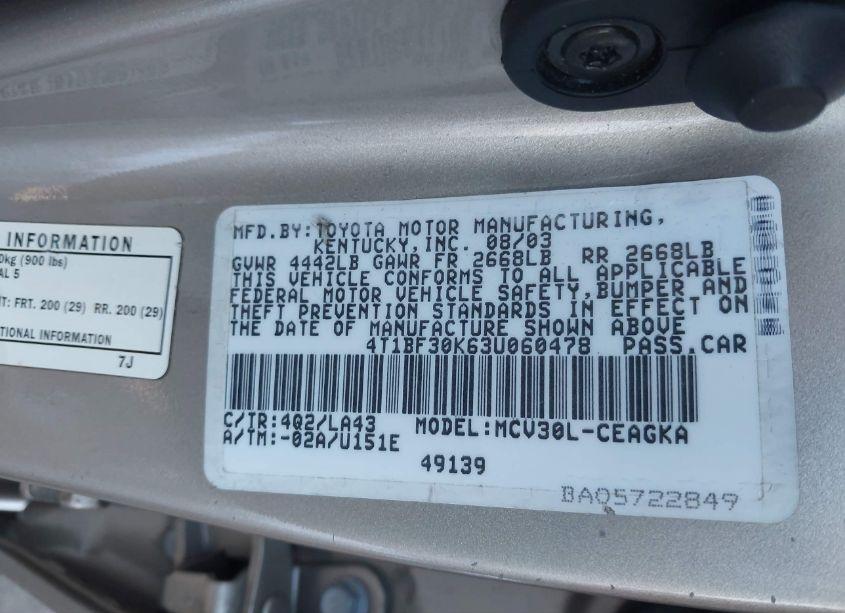 INFORMATION
0kg (900 lbs)
AL 5
T: FRT. 200 (29) RR. 200 (29)
TIONAL INFORMATION
7J
MFD.BY:TOYOTA MOTOR MANUFACTURING,
KENTUCKY,INC. 08/03
GVWR 4442LB GAWR FR 2668LB RR 2668LB
THIS VEHICLE CONFORMS TO ALL APPLICABLE
FEDERAL MOTOR VEHICLE SAFETY,BUMPER AND
THEFT PREVENTION STANDARDS IN EFFECT ON
THE DATE OF MANUFACTURE SHOWN ABOVE
4T1BF30K63U060478 PASS.CAR
C/TR:4Q2/LA43 MODEL:MCV30L-CEAGKA
A/TM:-02A/U151E
49139
BA05722849